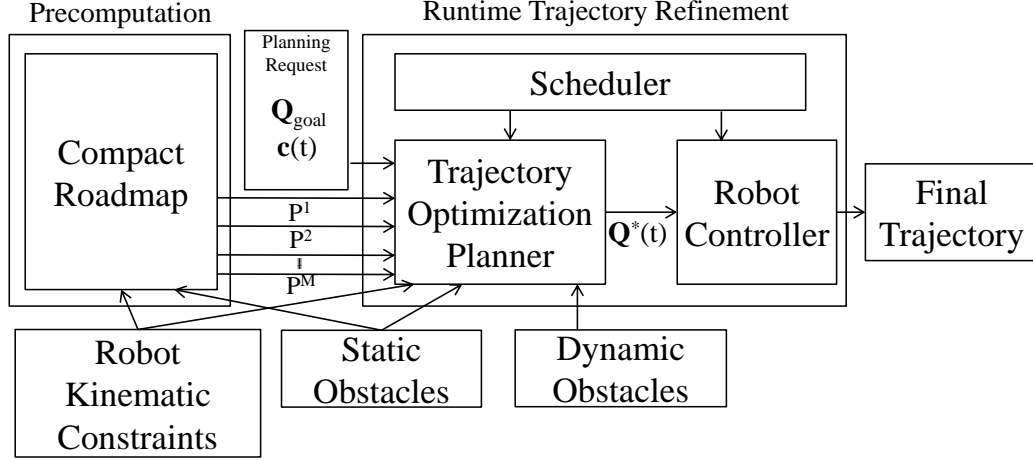 Precomputation
Runtime Trajectory Refinement
Planning
Request
Q_goal
c(t)
Scheduler
Compact
Roadmap
Trajectory
Optimization
Planner
Robot
Controller
Final
Trajectory
P^1
P^2
P^M
Q^*(t)
Robot
Kinematic
Constraints
Static
Obstacles
Dynamic
Obstacles